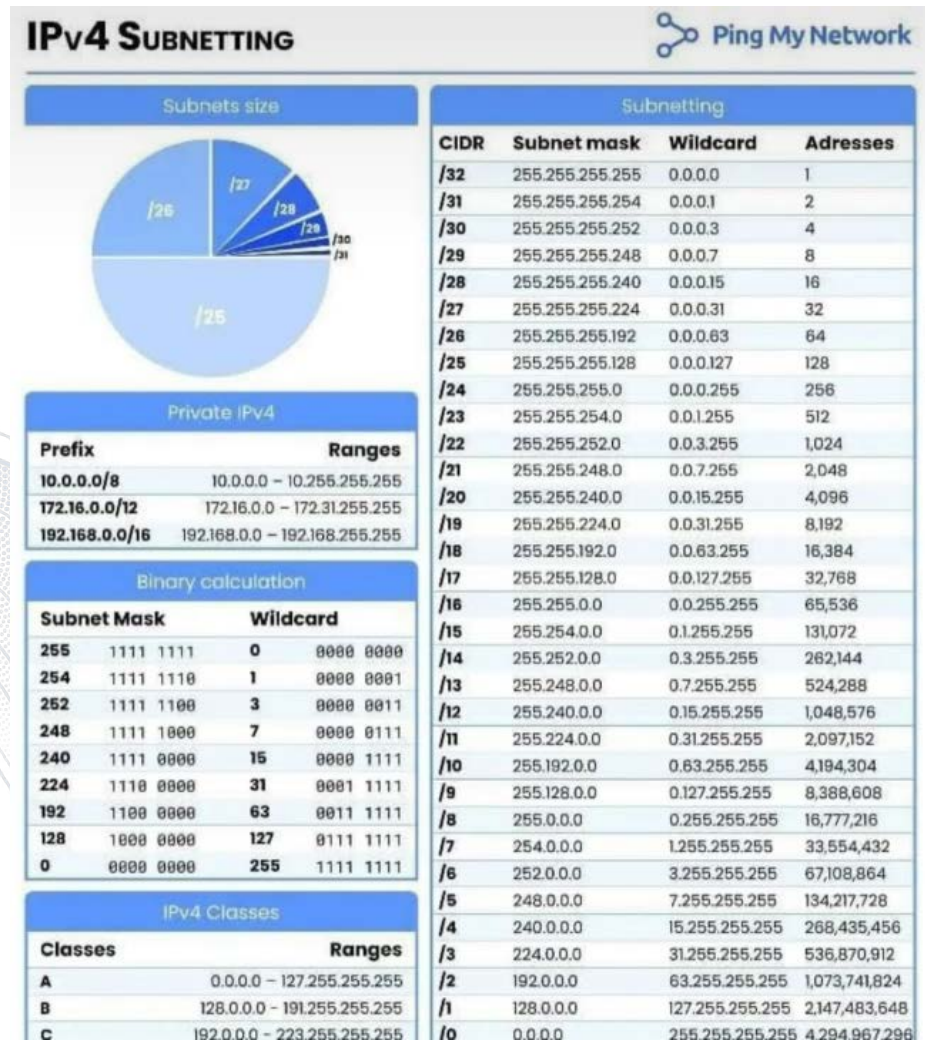 IPv4 SUBNETTING
Ping My Network
Subnets size
/27
/26
/28
/29
/30
/31
/25
Private IPv4
Prefix Ranges
10.0.0.0/8 10.0.0.0 – 10.255.255.255
172.16.0.0/12 172.16.0.0 – 172.31.255.255
192.168.0.0/16 192.168.0.0 – 192.168.255.255
Binary calculation
Subnet Mask Wildcard
255 1111 1111 0 0000 0000
254 1111 1110 1 0000 0001
252 1111 1100 3 0000 0011
248 1111 1000 7 0000 0111
240 1111 0000 15 0000 1111
224 1110 0000 31 0001 1111
192 1100 0000 63 0011 1111
128 1000 0000 127 0111 1111
0 0000 0000 255 1111 1111
IPv4 Classes
Classes Ranges
A 0.0.0.0 – 127.255.255.255
B 128.0.0.0 - 191.255.255.255
C 192.0.0.0 - 223.255.255.255
Subnetting
CIDR Subnet mask Wildcard Adresses
/32 255.255.255.255 0.0.0.0 1
/31 255.255.255.254 0.0.0.1 2
/30 255.255.255.252 0.0.0.3 4
/29 255.255.255.248 0.0.0.7 8
/28 255.255.255.240 0.0.0.15 16
/27 255.255.255.224 0.0.0.31 32
/26 255.255.255.192 0.0.0.63 64
/25 255.255.255.128 0.0.0.127 128
/24 255.255.255.0 0.0.0.255 256
/23 255.255.254.0 0.0.1.255 512
/22 255.255.252.0 0.0.3.255 1,024
/21 255.255.248.0 0.0.7.255 2,048
/20 255.255.240.0 0.0.15.255 4,096
/19 255.255.224.0 0.0.31.255 8,192
/18 255.255.192.0 0.0.63.255 16,384
/17 255.255.128.0 0.0.127.255 32,768
/16 255.255.0.0 0.0.255.255 65,536
/15 255.254.0.0 0.1.255.255 131,072
/14 255.252.0.0 0.3.255.255 262,144
/13 255.248.0.0 0.7.255.255 524,288
/12 255.240.0.0 0.15.255.255 1,048,576
/11 255.224.0.0 0.31.255.255 2,097,152
/10 255.192.0.0 0.63.255.255 4,194,304
/9 255.128.0.0 0.127.255.255 8,388,608
/8 255.0.0.0 0.255.255.255 16,777,216
/7 254.0.0.0 1.255.255.255 33,554,432
/6 252.0.0.0 3.255.255.255 67,108,864
/5 248.0.0.0 7.255.255.255 134,217,728
/4 240.0.0.0 15.255.255.255 268,435,456
/3 224.0.0.0 31.255.255.255 536,870,912
/2 192.0.0.0 63.255.255.255 1,073,741,824
/1 128.0.0.0 127.255.255.255 2,147,483,648
/0 0.0.0.0 255.255.255.255 4,294,967,296